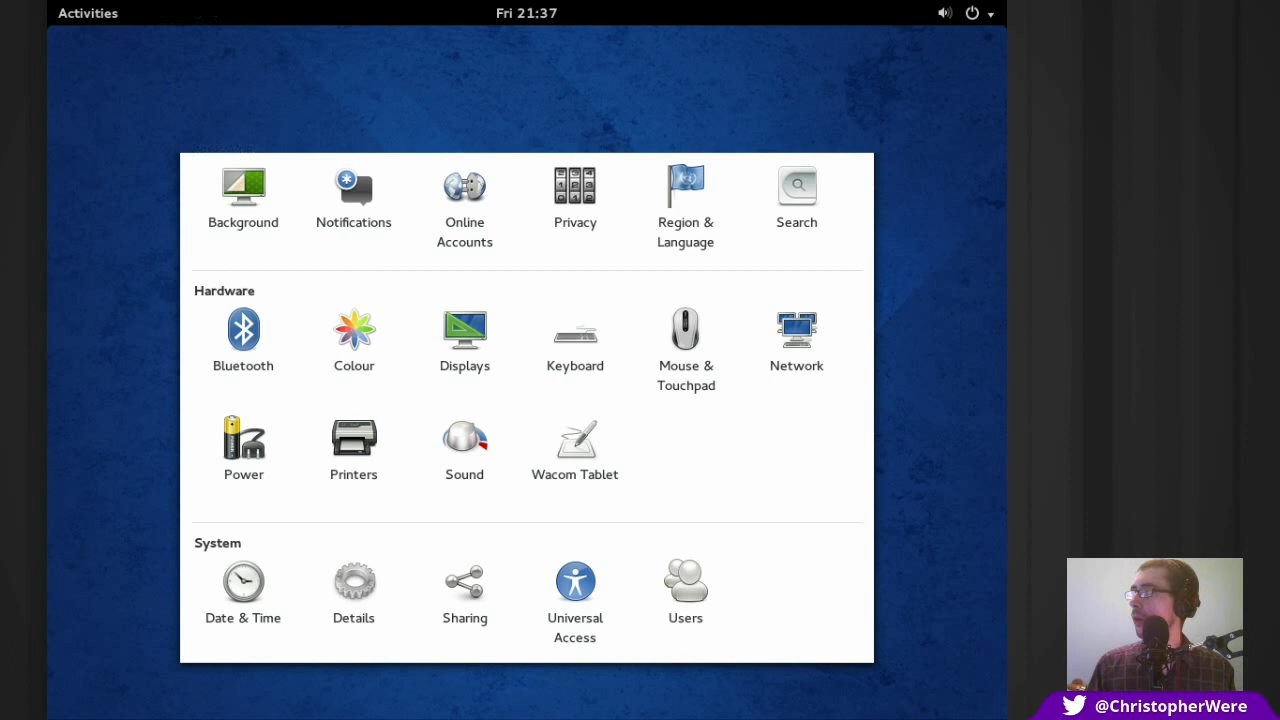 Activities
Fri 21:37
Background
Notifications
Online
Accounts
Privacy
Region &
Language
Search
Hardware
Bluetooth
Colour
Displays
Keyboard
Mouse &
Touchpad
Network
Power
Printers
Sound
Wacom Tablet
System
Date & Time
Details
Sharing
Universal
Access
Users
@ChristopherWere